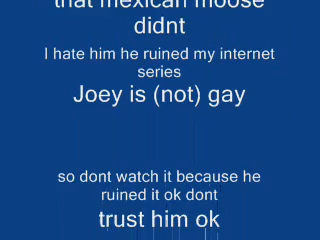 that mexican moose
didnt
I hate him he ruined my internet
series
Joey is (not) gay
so dont watch it because he
ruined it ok dont
trust him ok